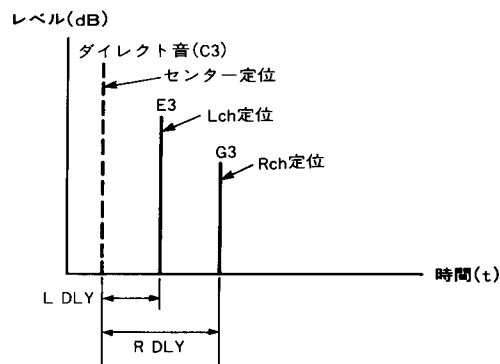 レベル(dB)
ダイレクト音(C3)
センター定位
E3
Lch定位
G3
Rch定位
時間(t)
L DLY
R DLY